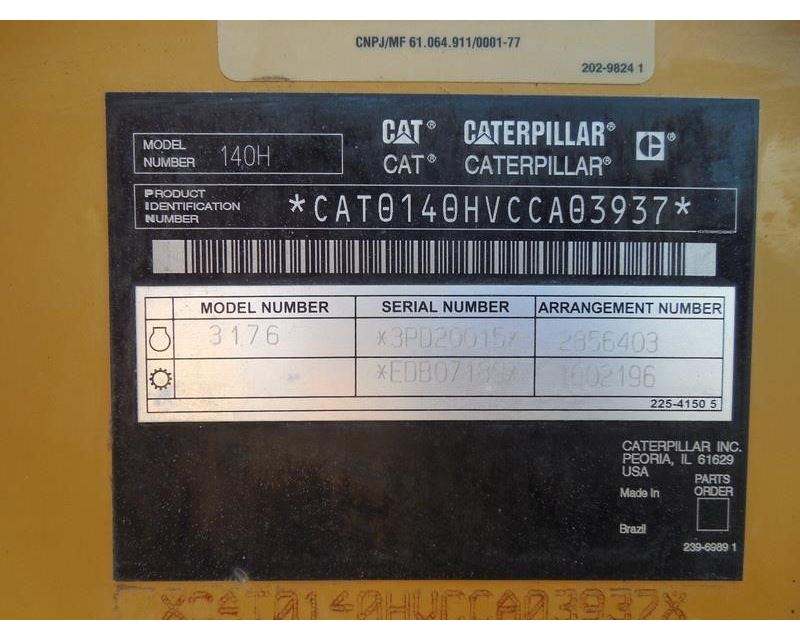 CNPJ/MF 61.064.911/0001-77
202-9824 1
CAT® CATERPILLAR® C®
MODEL NUMBER 140H
CAT® CATERPILLAR®
PRODUCT IDENTIFICATION NUMBER *CAT0140HVCCA03937*
MODEL NUMBER SERIAL NUMBER ARRANGEMENT NUMBER
3176 2856403
225-4150 5
CATERPILLAR INC.
PEORIA, IL 61629
USA
PARTS ORDER
Made in
Brazil
239-6989 1
*CAT0140HVCCA03937*